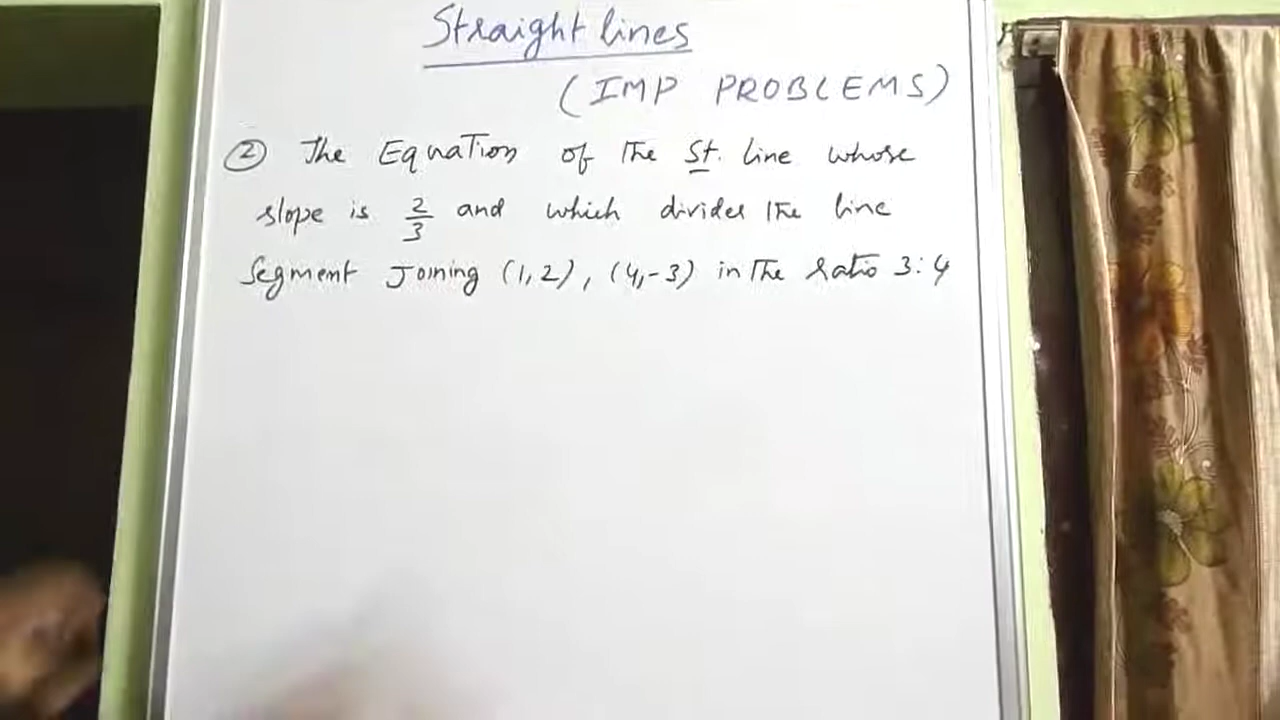 Straight lines
(IMP PROBLEMS)
② The Equation of the St. line whose
slope is 2/3 and which divides the line
segment Joining (1,2), (4,-3) in the ratio 3:4